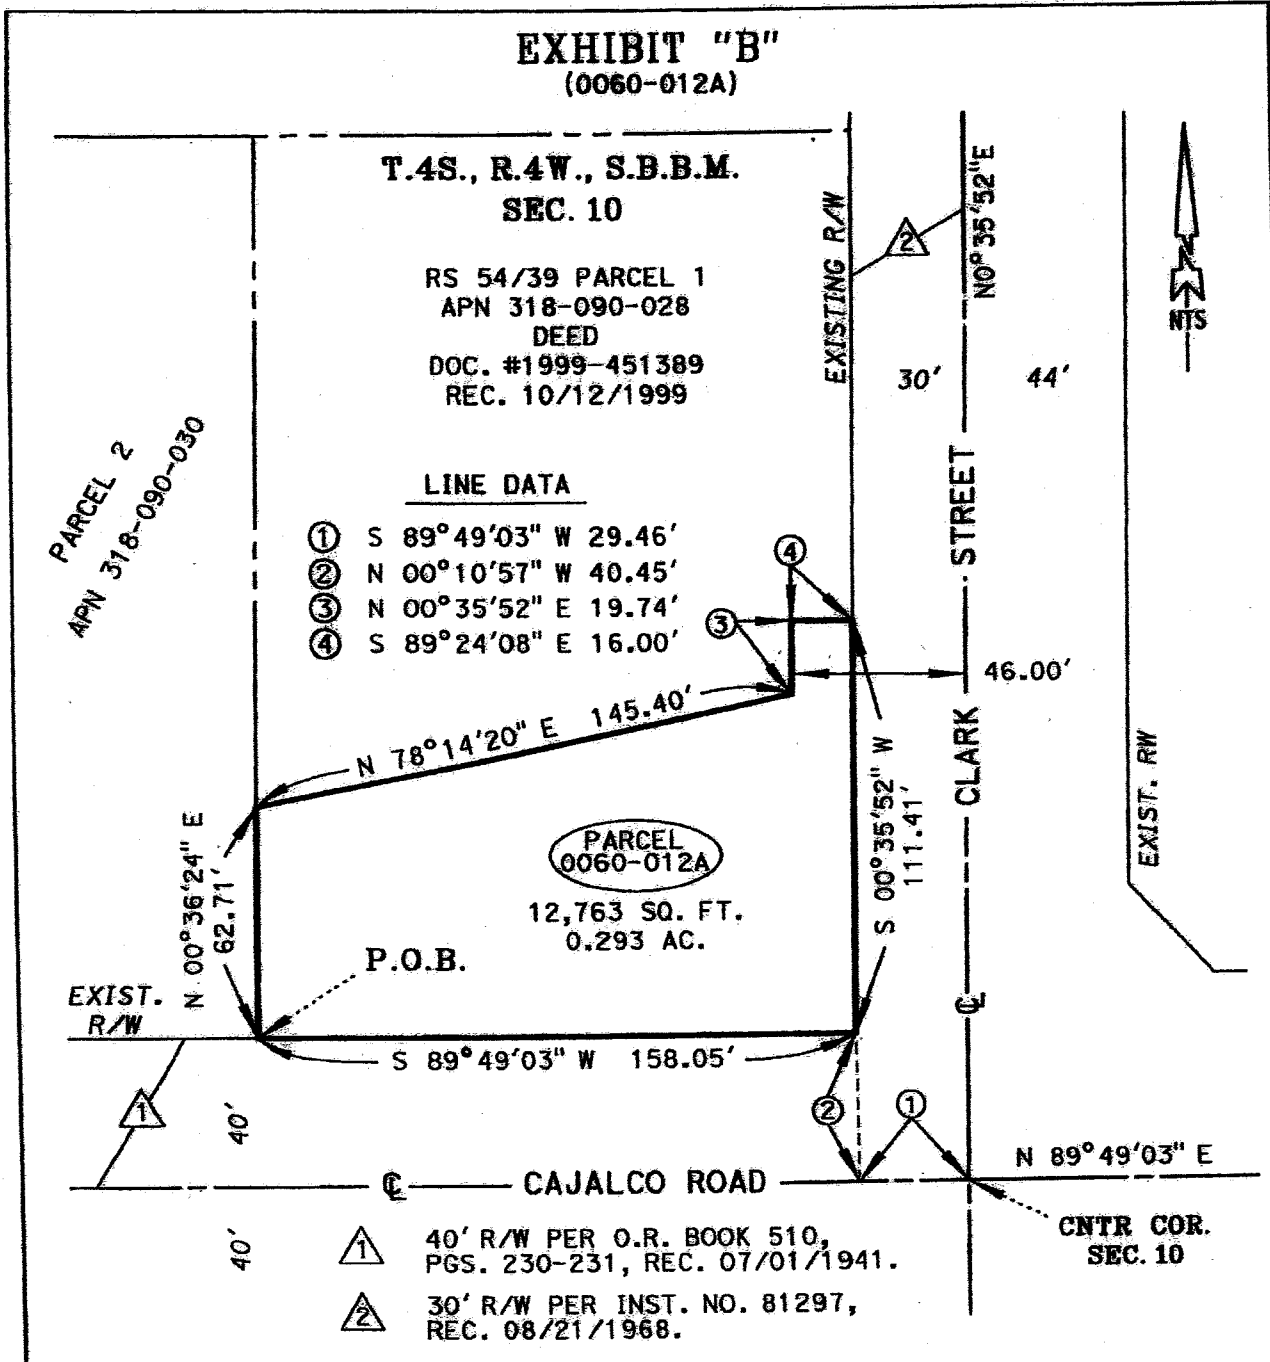 EXHIBIT "B"
(0060-012A)
T.4S., R.4W., S.B.B.M.
SEC. 10
RS 54/39 PARCEL 1
APN 318-090-028
DEED
DOC. #1999-451389
REC. 10/12/1999
EXISTING R/W
2
N0°35'52"E
N
NTS
30'
44'
PARCEL 2
APN 318-090-030
LINE DATA
1 S 89°49'03" W 29.46'
2 N 00°10'57" W 40.45'
3 N 00°35'52" E 19.74'
4 S 89°24'08" E 16.00'
4
3
46.00'
CLARK STREET
N 78°14'20" E 145.40'
S 00°35'52" W
111.41'
EXIST. RW
N 00°36'24" E
62.71'
PARCEL
0060-012A
12,763 SQ. FT.
0.293 AC.
P.O.B.
EXIST.
R/W
CL
S 89°49'03" W 158.05'
1
40'
2
1
N 89°49'03" E
CL CAJALCO ROAD
CNTR COR.
SEC. 10
40'
1 40' R/W PER O.R. BOOK 510,
PGS. 230-231, REC. 07/01/1941.
2 30' R/W PER INST. NO. 81297,
REC. 08/21/1968.